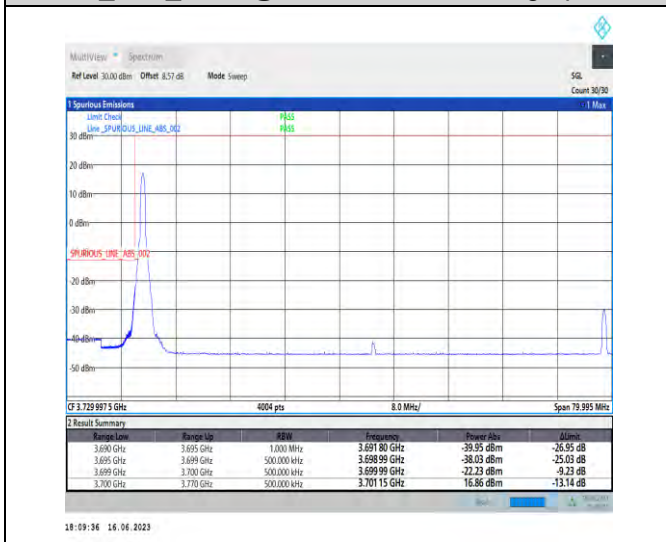 MultiView Spectrum
Ref Level 30.00 dBm Offset 8.57 dB Mode Sweep SGL
Count 30/30
1 Spurious Emissions 1 Max
Limit Check PASS
Line _SPURIOUS_LINE_ABS_002 PASS
30 dBm
20 dBm
10 dBm
0 dBm
_SPURIOUS_LINE_ABS_002
-20 dBm
-30 dBm
-40 dBm
-50 dBm
CF 3.729 997 5 GHz 4004 pts 8.0 MHz/ Span 79.995 MHz
2 Result Summary
Range Low Range Up RBW Frequency Power Abs ΔLimit
3.690 GHz 3.695 GHz 1.000 MHz 3.691 80 GHz -39.95 dBm -26.95 dB
3.695 GHz 3.699 GHz 500.000 kHz 3.698 99 GHz -38.03 dBm -25.03 dB
3.699 GHz 3.700 GHz 500.000 kHz 3.699 99 GHz -22.23 dBm -9.23 dB
3.700 GHz 3.770 GHz 500.000 kHz 3.701 15 GHz 16.86 dBm -13.14 dB
18:09:36 16.06.2023